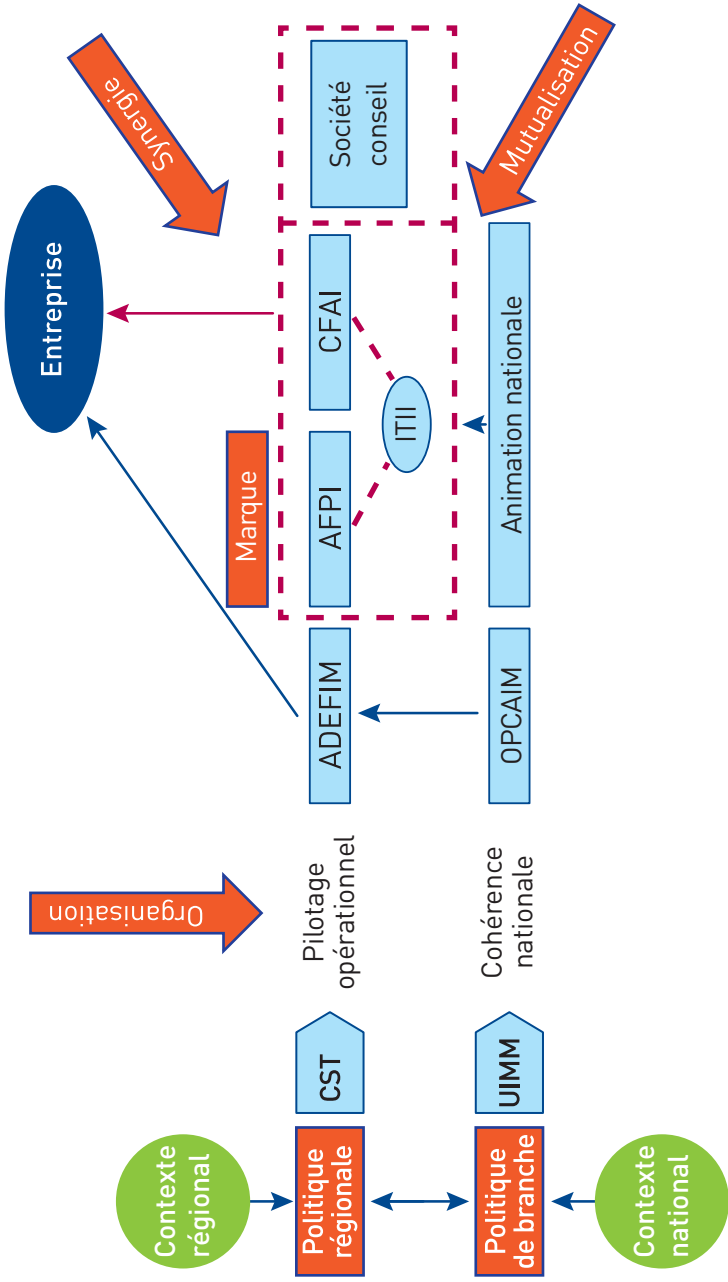 Contexte
régional
Politique
régionale
Politique
de branche
Contexte
national
CST
UIMM
Organisation
Pilotage
opérationnel
Cohérence
nationale
ADEFIM
OPCAIM
Marque
AFPI
CFAI
ITII
Animation nationale
Entreprise
Synergie
Société
conseil
Mutualisation